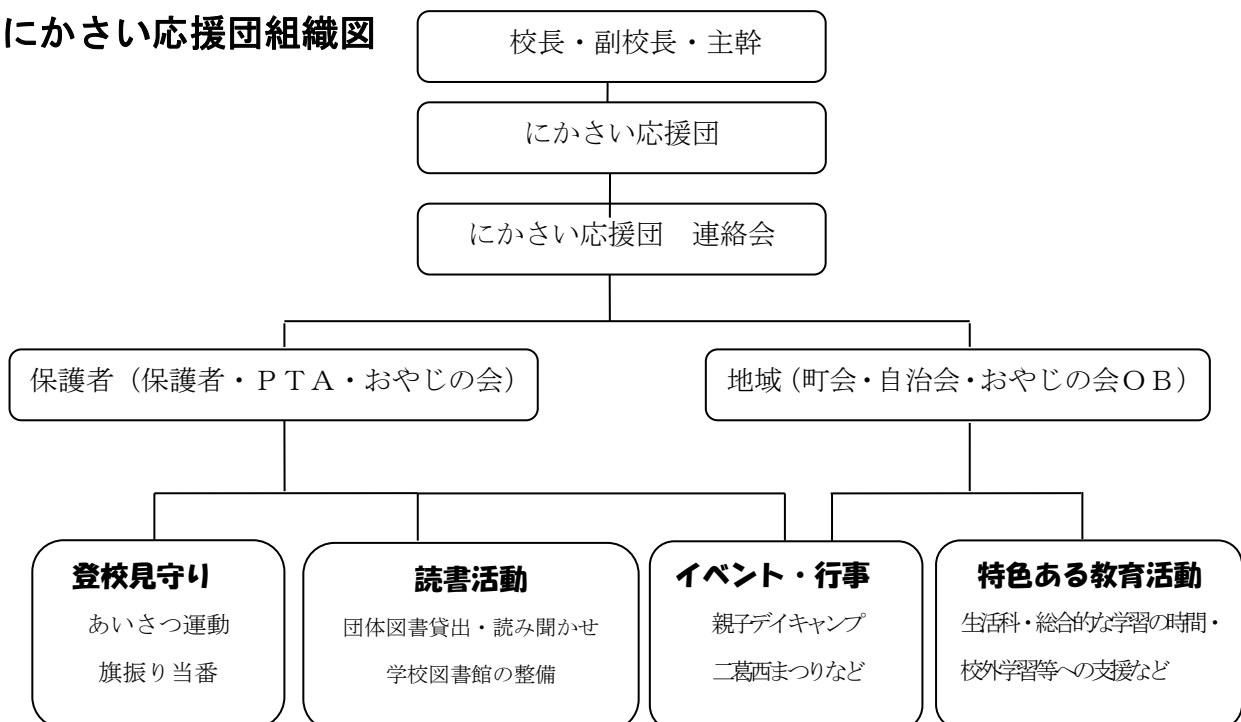 にかさい応援団組織図
校長・副校長・主幹
にかさい応援団
にかさい応援団　連絡会
保護者（保護者・ＰＴＡ・おやじの会）
地域（町会・自治会・おやじの会ＯＢ）
登校見守り
あいさつ運動
旗振り当番
読書活動
団体図書貸出・読み聞かせ
学校図書館の整備
イベント・行事
親子デイキャンプ
二葛西まつりなど
特色ある教育活動
生活科・総合的な学習の時間・
校外学習等への支援など